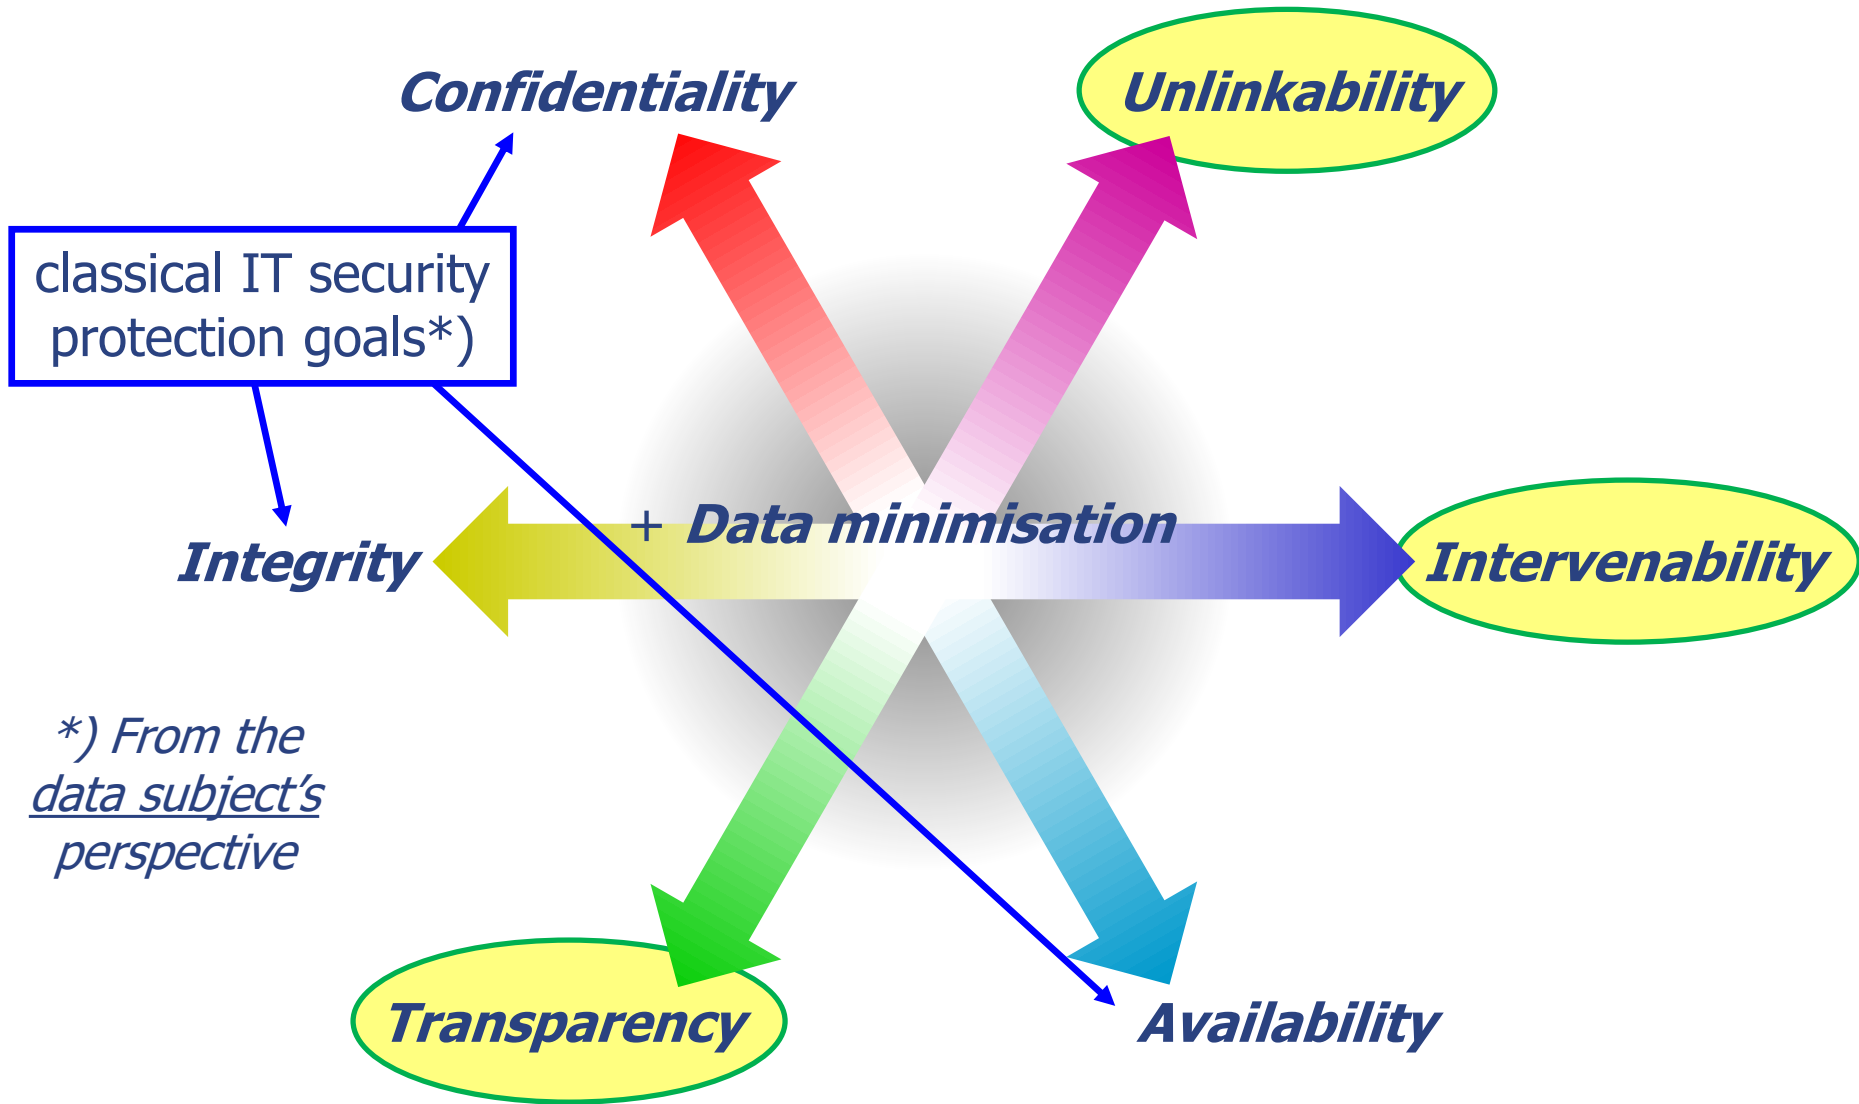 Confidentiality
Unlinkability
classical IT security
protection goals*)
+ Data minimisation
Integrity
Intervenability
*) From the
data subject’s
perspective
Transparency
Availability